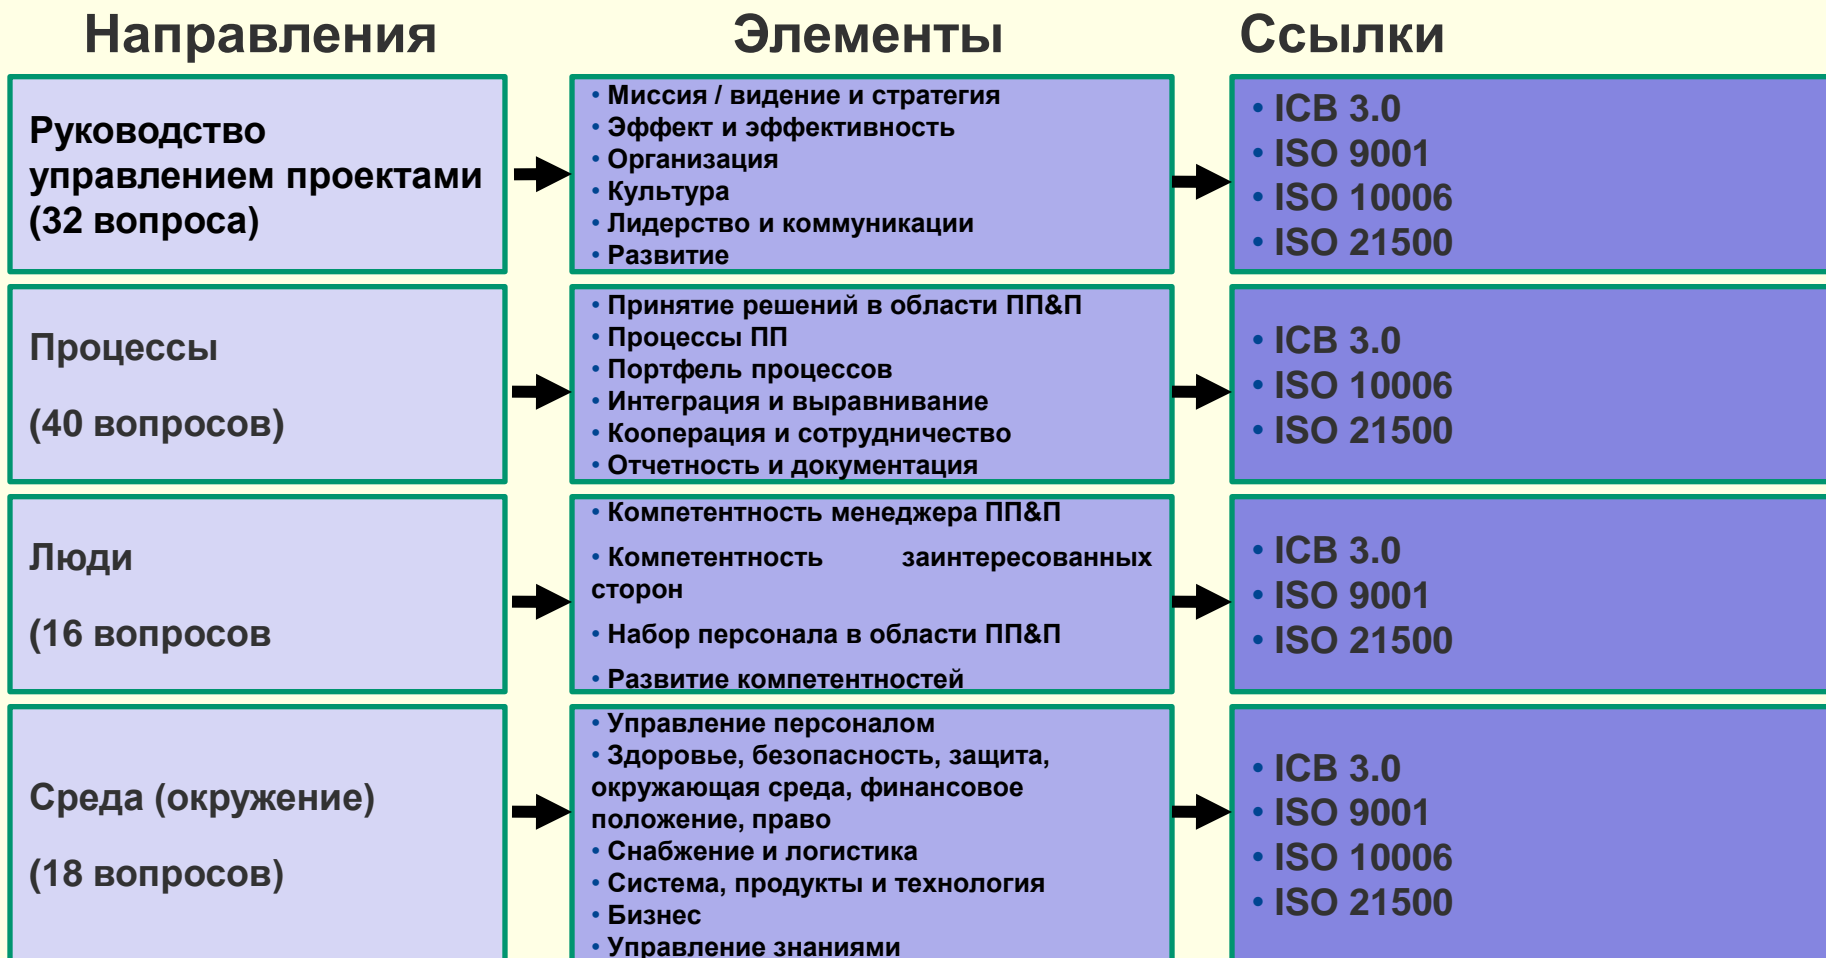 Направления
Элементы
Ссылки
Руководство
управлением проектами
(32 вопроса)
• Миссия / видение и стратегия
• Эффект и эффективность
• Организация
• Культура
• Лидерство и коммуникации
• Развитие
• ICB 3.0
• ISO 9001
• ISO 10006
• ISO 21500
Процессы
(40 вопросов)
• Принятие решений в области ПП&П
• Процессы ПП
• Портфель процессов
• Интеграция и выравнивание
• Кооперация и сотрудничество
• Отчетность и документация
• ICB 3.0
• ISO 10006
• ISO 21500
Люди
(16 вопросов
• Компетентность менеджера ПП&П
• Компетентность заинтересованных
сторон
• Набор персонала в области ПП&П
• Развитие компетентностей
• ICB 3.0
• ISO 9001
• ISO 21500
Среда (окружение)
(18 вопросов)
• Управление персоналом
• Здоровье, безопасность, защита,
окружающая среда, финансовое
положение, право
• Снабжение и логистика
• Система, продукты и технология
• Бизнес
• Управление знаниями
• ICB 3.0
• ISO 9001
• ISO 10006
• ISO 21500